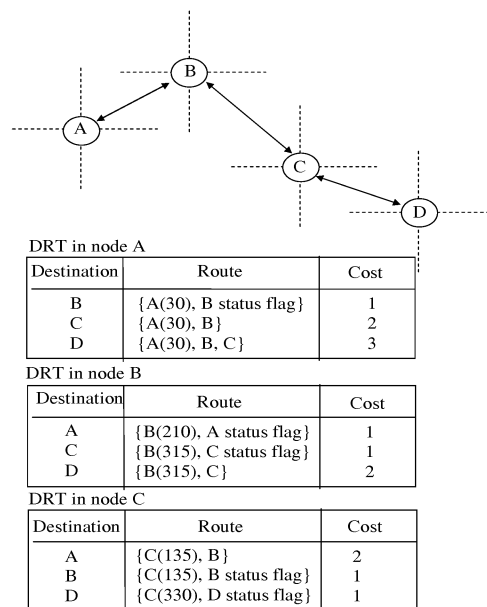 B
A
C
D
DRT in node A
Destination Route Cost
B {A(30), B status flag} 1
C {A(30), B} 2
D {A(30), B, C} 3
DRT in node B
Destination Route Cost
A {B(210), A status flag} 1
C {B(315), C status flag} 1
D {B(315), C} 2
DRT in node C
Destination Route Cost
A {C(135), B} 2
B {C(135), B status flag} 1
D {C(330), D status flag} 1